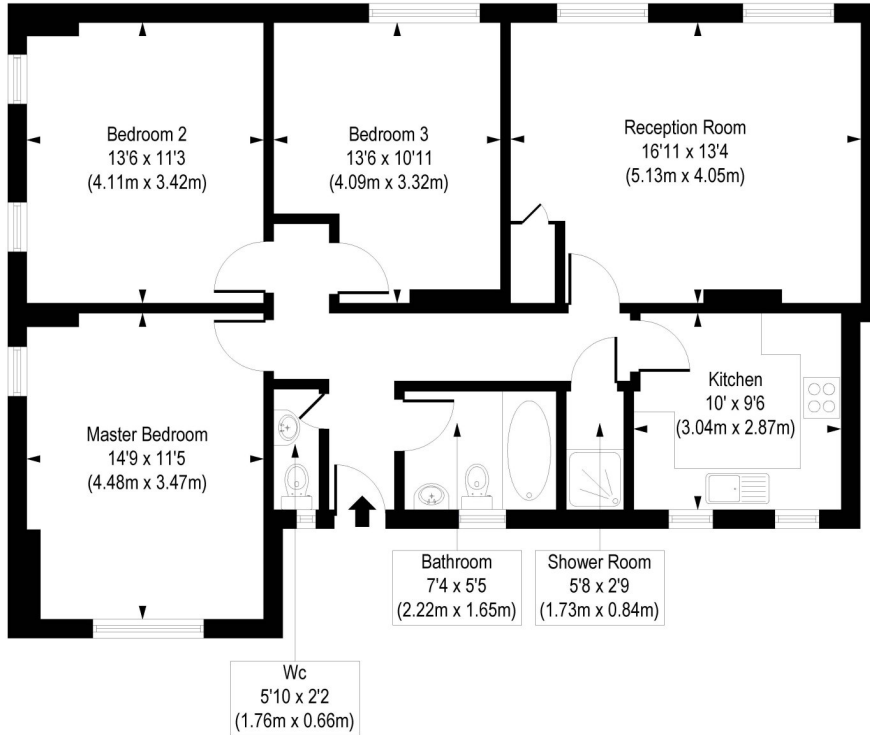 Bedroom 2
13'6 x 11'3
(4.11m x 3.42m)
Bedroom 3
13'6 x 10'11
(4.09m x 3.32m)
Reception Room
16'11 x 13'4
(5.13m x 4.05m)
Master Bedroom
14'9 x 11'5
(4.48m x 3.47m)
Kitchen
10' x 9'6
(3.04m x 2.87m)
Bathroom
7'4 x 5'5
(2.22m x 1.65m)
Shower Room
5'8 x 2'9
(1.73m x 0.84m)
Wc
5'10 x 2'2
(1.76m x 0.66m)